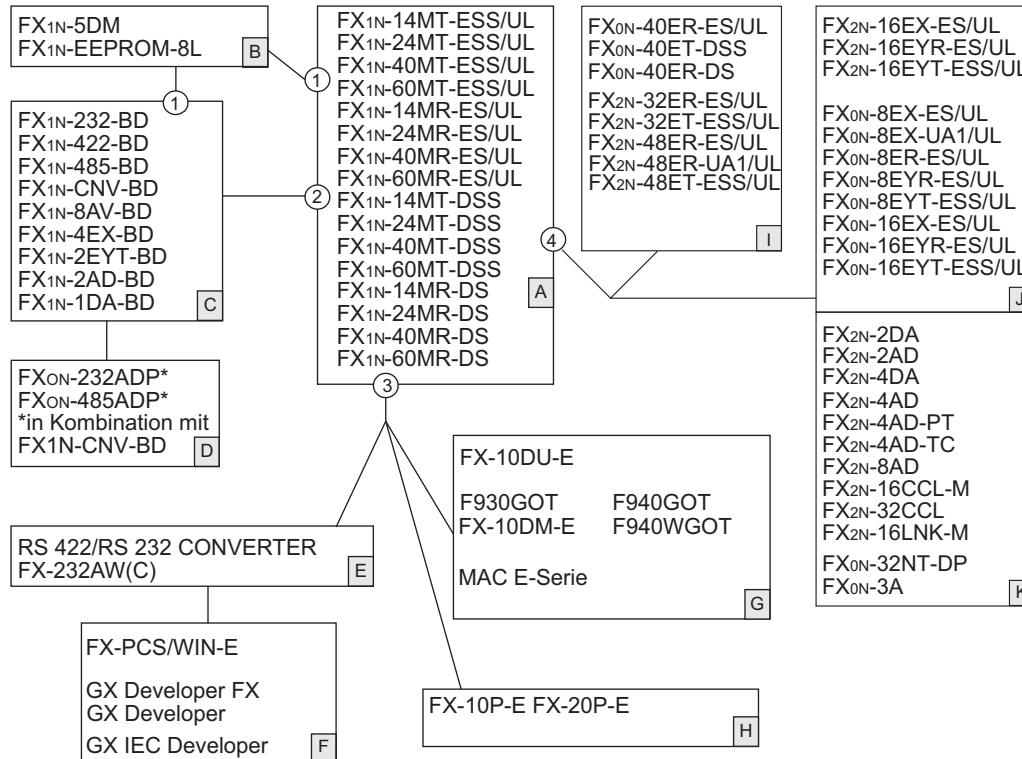 FX1N-5DM
FX1N-EEPROM-8L
B
1
FX1N-232-BD
FX1N-422-BD
FX1N-485-BD
FX1N-CNV-BD
FX1N-8AV-BD
FX1N-4EX-BD
FX1N-2EYT-BD
FX1N-2AD-BD
FX1N-1DA-BD
C
FXON-232ADP*
FXON-485ADP*
*in Kombination mit
FX1N-CNV-BD
D
1
2
FX1N-14MT-ESS/UL
FX1N-24MT-ESS/UL
FX1N-40MT-ESS/UL
FX1N-60MT-ESS/UL
FX1N-14MR-ES/UL
FX1N-24MR-ES/UL
FX1N-40MR-ES/UL
FX1N-60MR-ES/UL
FX1N-14MT-DSS
FX1N-24MT-DSS
FX1N-40MT-DSS
FX1N-60MT-DSS
FX1N-14MR-DS
FX1N-24MR-DS
FX1N-40MR-DS
FX1N-60MR-DS
A
3
4
FX0N-40ER-ES/UL
FX0N-40ET-DSS
FX0N-40ER-DS
FX2N-32ER-ES/UL
FX2N-32ET-ESS/UL
FX2N-48ER-ES/UL
FX2N-48ER-UA1/UL
FX2N-48ET-ESS/UL
I
FX2N-16EX-ES/UL
FX2N-16EYR-ES/UL
FX2N-16EYT-ESS/UL
FX0N-8EX-ES/UL
FX0N-8EX-UA1/UL
FX0N-8ER-ES/UL
FX0N-8EYR-ES/UL
FX0N-8EYT-ESS/UL
FX0N-16EX-ES/UL
FX0N-16EYR-ES/UL
FX0N-16EYT-ESS/UL
J
FX2N-2DA
FX2N-2AD
FX2N-4DA
FX2N-4AD
FX2N-4AD-PT
FX2N-4AD-TC
FX2N-8AD
FX2N-16CCL-M
FX2N-32CCL
FX2N-16LNK-M
FX0N-32NT-DP
FX0N-3A
K
RS 422/RS 232 CONVERTER
FX-232AW(C)
E
FX-PCS/WIN-E
GX Developer FX
GX Developer
GX IEC Developer
F
FX-10DU-E
F930GOT F940GOT
FX-10DM-E F940WGOT
MAC E-Serie
G
FX-10P-E FX-20P-E
H